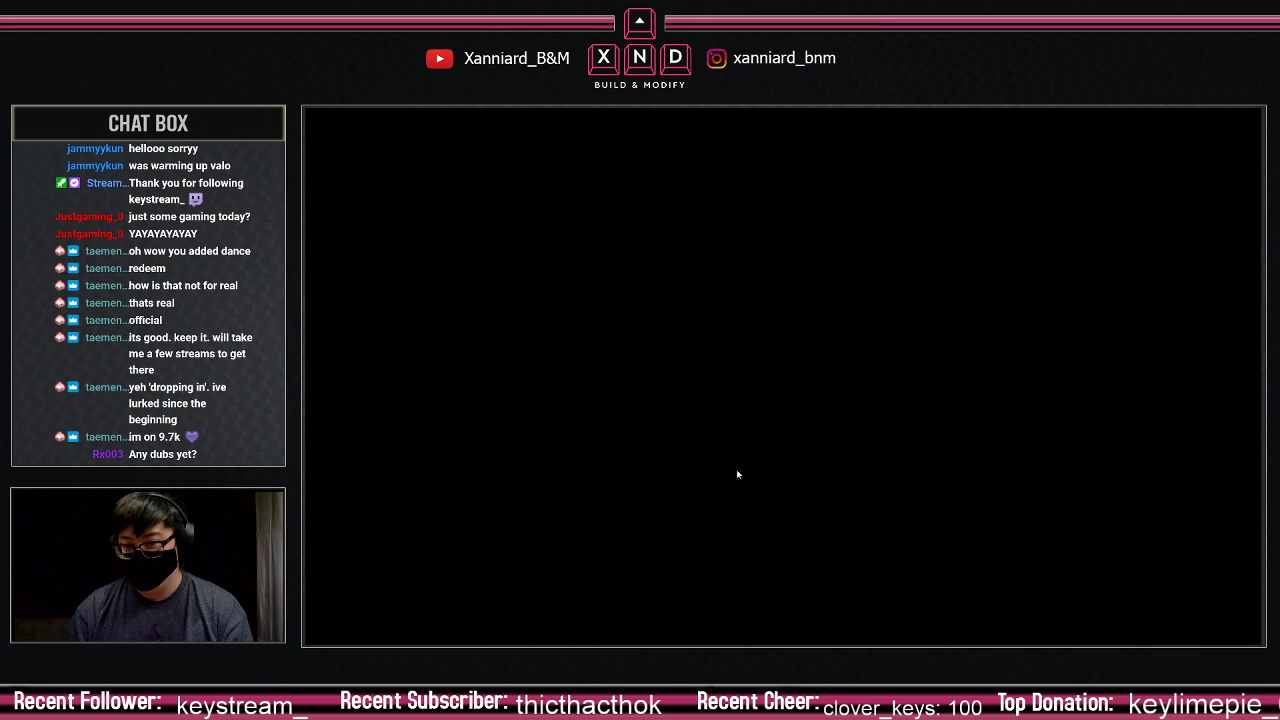 Xanniard_B&M
X N D
xanniard_bnm
BUILD & MODIFY
CHAT BOX
jammyykun hellooo sorryy
jammyykun was warming up valo
Stream... Thank you for following
keystream_
Justgaming_0 just some gaming today?
Justgaming_0 YAYAYAYAYAY
taemen... oh wow you added dance
taemen... redeem
taemen... how is that not for real
taemen... thats real
taemen... official
taemen... its good. keep it. will take
me a few streams to get
there
taemen... yeh 'dropping in'. ive
lurked since the
beginning
taemen... im on 9.7k
Rx003 Any dubs yet?
Recent Follower: keystream_
Recent Subscriber: thicthacthok
Recent Cheer: clover_keys: 100
Top Donation: keylimepie_